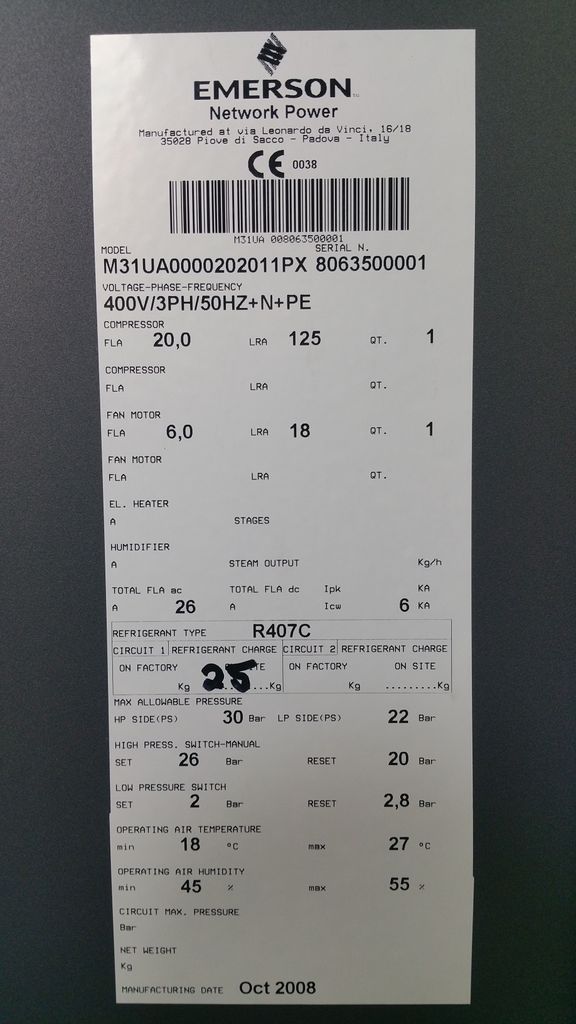 EMERSON
Network Power
Manufactured at via Leonardo da Vinci, 16/18
35028 Piove di Sacco - Padova - Italy
CE 0038
M31UA 008063500001
MODEL SERIAL N.
M31UA0000202011PX 8063500001
VOLTAGE-PHASE-FREQUENCY
400V/3PH/50HZ+N+PE
COMPRESSOR
FLA 20,0 LRA 125 QT. 1
COMPRESSOR
FLA LRA QT.
FAN MOTOR
FLA 6,0 LRA 18 QT. 1
FAN MOTOR
FLA LRA QT.
EL. HEATER
A STAGES
HUMIDIFIER
A STEAM OUTPUT Kg/h
TOTAL FLA ac TOTAL FLA dc Ipk KA
A 26 A Icw 6 KA
REFRIGERANT TYPE R407C
CIRCUIT 1 REFRIGERANT CHARGE CIRCUIT 2 REFRIGERANT CHARGE
ON FACTORY ON FACTORY ON SITE
Kg 25 ....Kg Kg .........Kg
MAX ALLOWABLE PRESSURE
HP SIDE(PS) 30 Bar LP SIDE(PS) 22 Bar
HIGH PRESS. SWITCH-MANUAL
SET 26 Bar RESET 20 Bar
LOW PRESSURE SWITCH
SET 2 Bar RESET 2,8 Bar
OPERATING AIR TEMPERATURE
min 18 °C max 27 °C
OPERATING AIR HUMIDITY
min 45 % max 55 %
CIRCUIT MAX. PRESSURE
Bar
NET WEIGHT
Kg
MANUFACTURING DATE Oct 2008